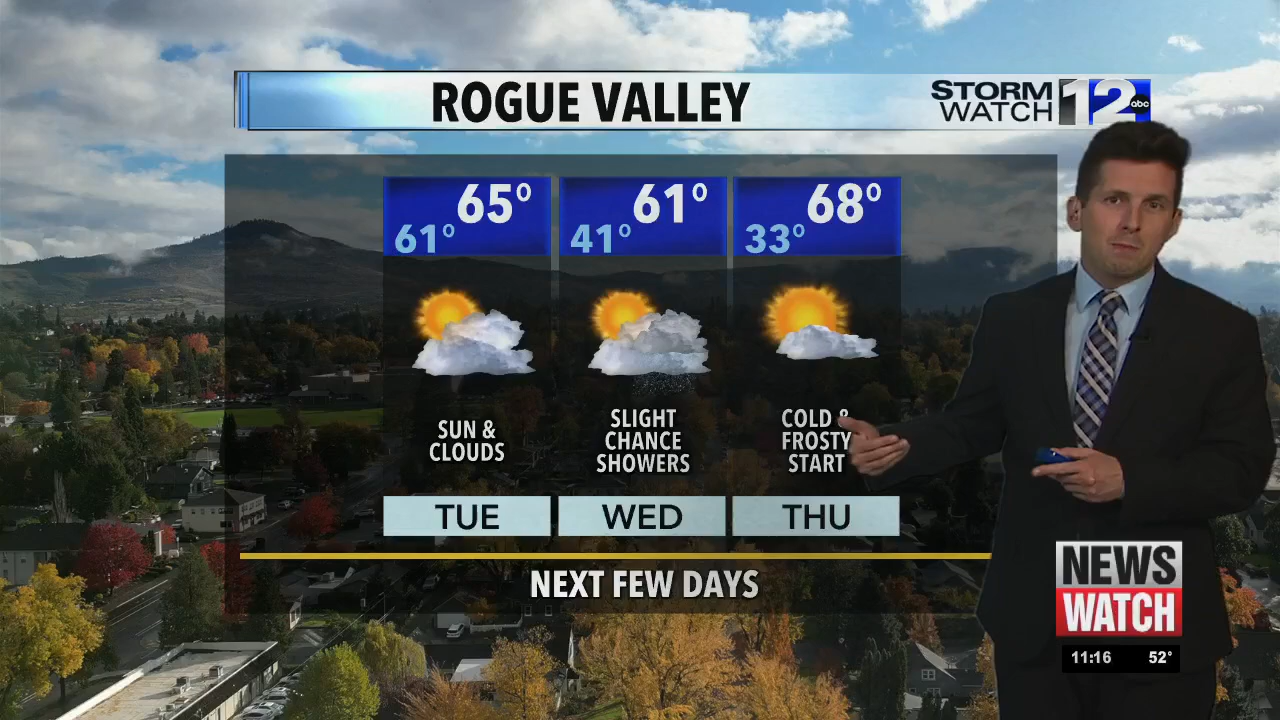 ROGUE VALLEY
STORM
WATCH
12
abc
65° 61° 68°
61° 41° 33°
SUN &
CLOUDS
SLIGHT
CHANCE
SHOWERS
COLD &
FROSTY
START
TUE WED THU
NEXT FEW DAYS
NEWS
WATCH
11:16 52°